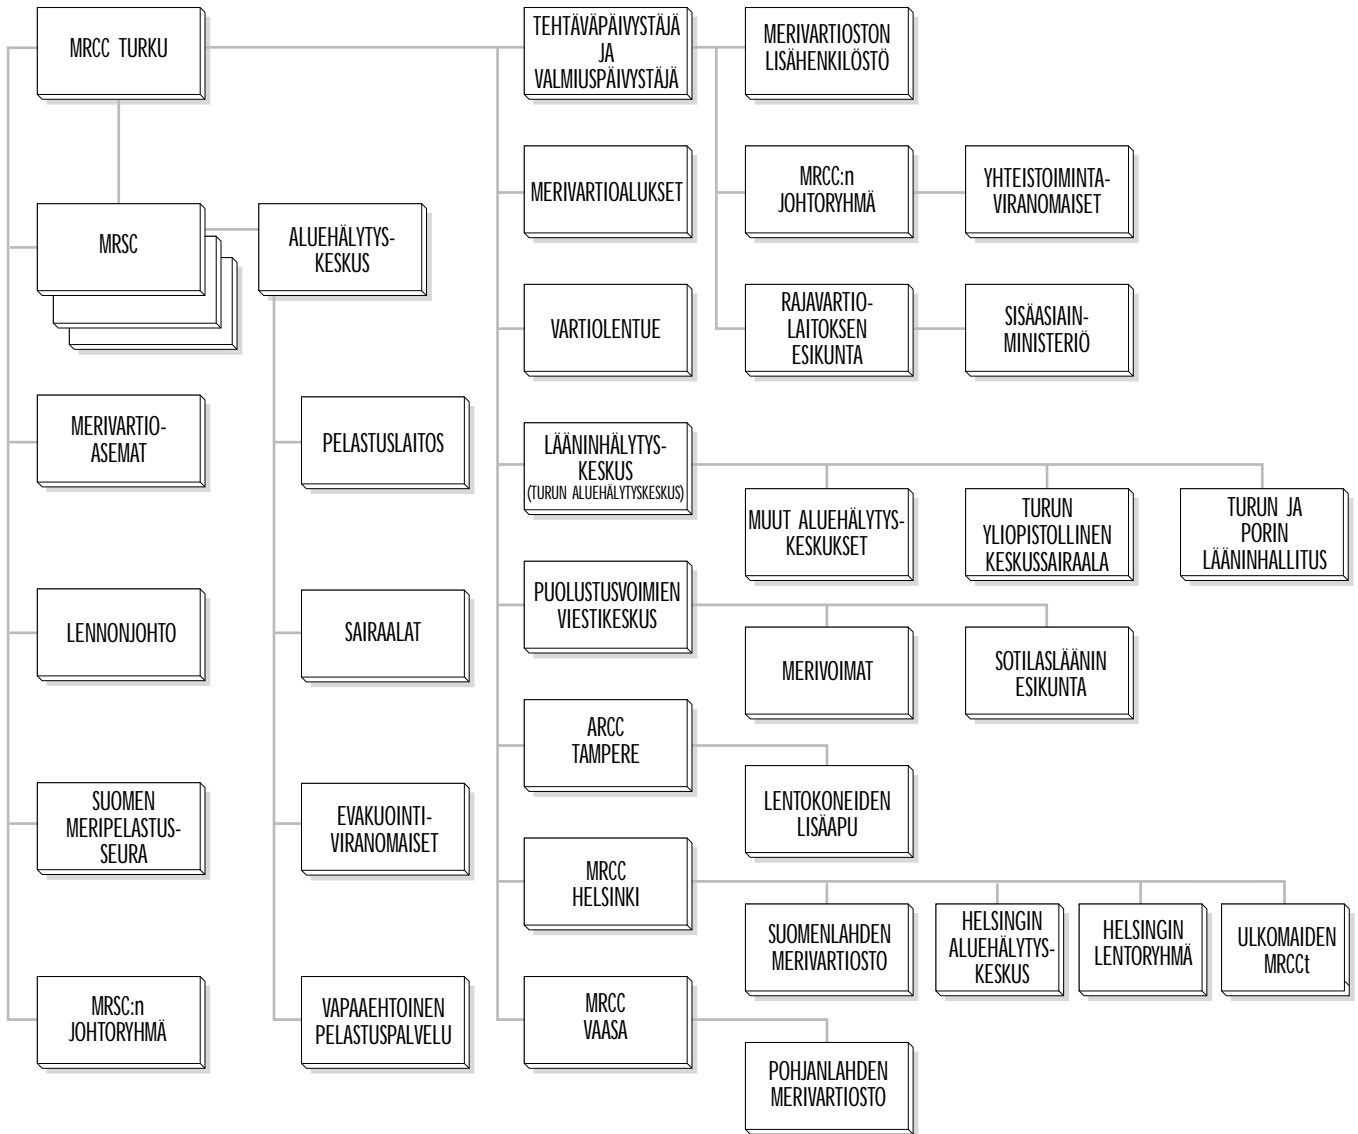 MRCC TURKU
TEHTÄVÄPÄIVYSTÄJÄ
JA
VALMIUSPÄIVYSTÄJÄ
MERIVARTIOSTON
LISÄHENKILÖSTÖ
MERIVARTIOALUKSET
MRCC:n
JOHTORYHMÄ
YHTEISTOIMINTA-
VIRANOMAISET
MRSC
ALUEHÄLYTYS-
KESKUS
VARTIOLENTUE
RAJAVARTIO-
LAITOKSEN
ESIKUNTA
SISÄASIAIN-
MINISTERIÖ
MERIVARTIO-
ASEMAT
PELASTUSLAITOS
LÄÄNINHÄLYTYS-
KESKUS
(TURUN ALUEHÄLYTYSKESKUS)
MUUT ALUEHÄLYTYS-
KESKUKSET
TURUN
YLIOPISTOLLINEN
KESKUSSAIRAALA
TURUN JA
PORIN
LÄÄNINHALLITUS
LENNONJOHTO
SAIRAALAT
PUOLUSTUSVOIMIEN
VIESTIKESKUS
MERIVOIMAT
SOTILASLÄÄNIN
ESIKUNTA
ARCC
TAMPERE
LENTOKONEIDEN
LISÄAPU
SUOMEN
MERIPELASTUS-
SEURA
EVAKUOINTI-
VIRANOMAISET
MRCC
HELSINKI
SUOMENLAHDEN
MERIVARTIOSTO
HELSINGIN
ALUEHÄLYTYS-
KESKUS
HELSINGIN
LENTORYHMÄ
ULKOMAIDEN
MRCCt
MRSC:n
JOHTORYHMÄ
VAPAAEHTOINEN
PELASTUSPALVELU
MRCC
VAASA
POHJANLAHDEN
MERIVARTIOSTO